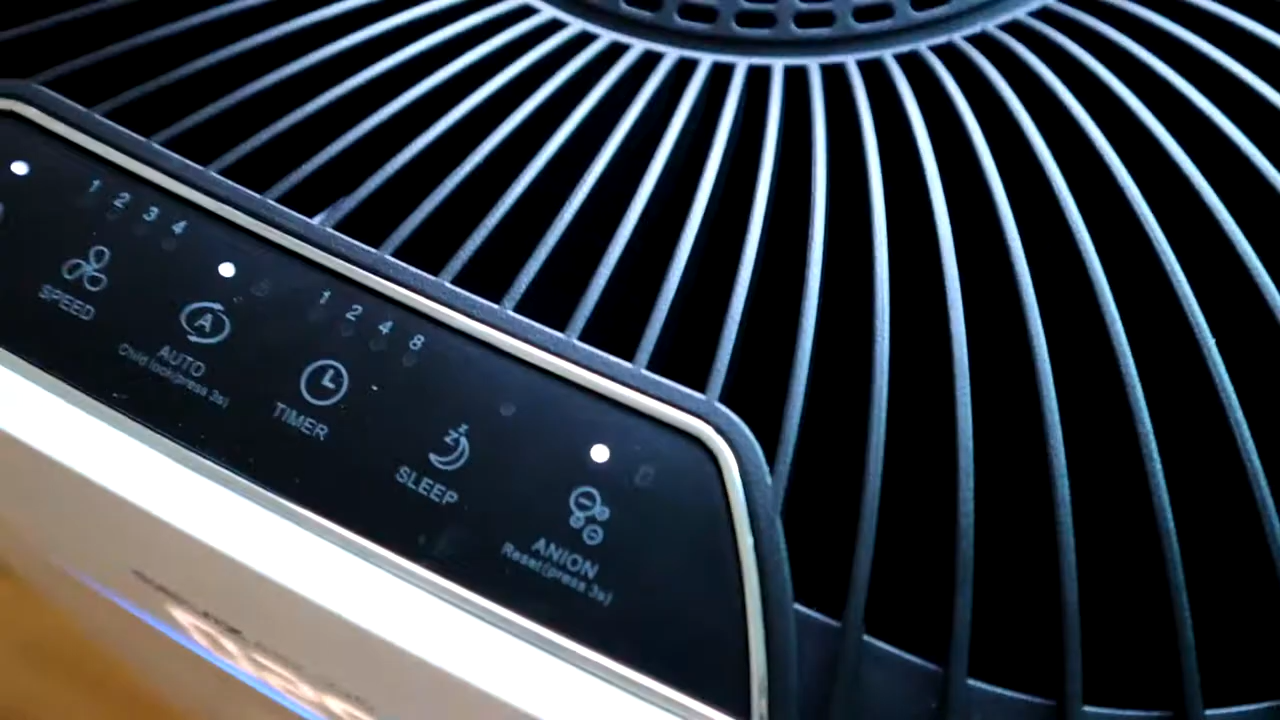 1 2 3 4
SPEED
A
AUTO
Child lock(press 3s)
1 2 4 8
TIMER
zzz
SLEEP
ANION
Reset(press 3s)